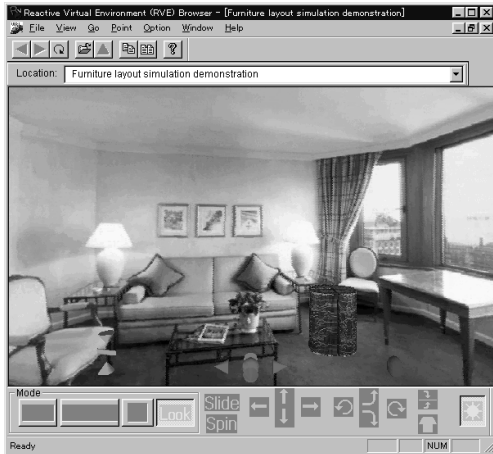 Reactive Virtual Environment (RVE) Browser - [Furniture layout simulation demonstration]
File View Go Point Option Window Help
Location: Furniture layout simulation demonstration
Mode
Look
Slide
Spin
Ready
NUM